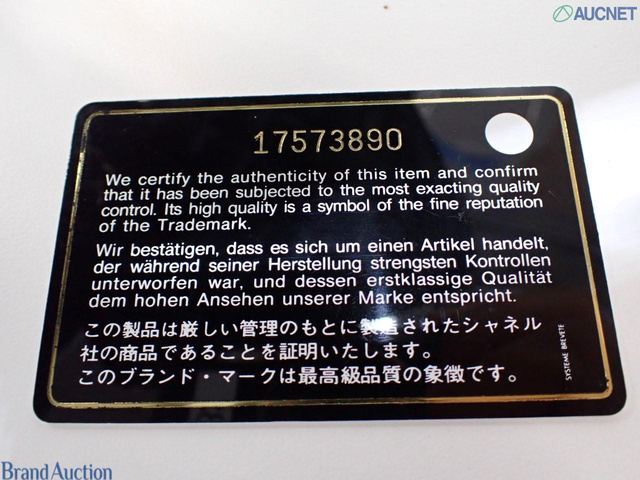 AUCNET
17573890
We certify the authenticity of this item and confirm
that it has been subjected to the most exacting quality
control. Its high quality is a symbol of the fine reputation
of the Trademark.
Wir bestätigen, dass es sich um einen Artikel handelt,
der während seiner Herstellung strengsten Kontrollen
unterworfen war, und dessen erstklassige Qualität
dem hohen Ansehen unserer Marke entspricht.
この製品は厳しい管理のもとに製造されたシャネル
社の商品であることを証明いたします。
このブランド・マークは最高級品質の象徴です。
SYSTEME BREVETE
Brand Auction